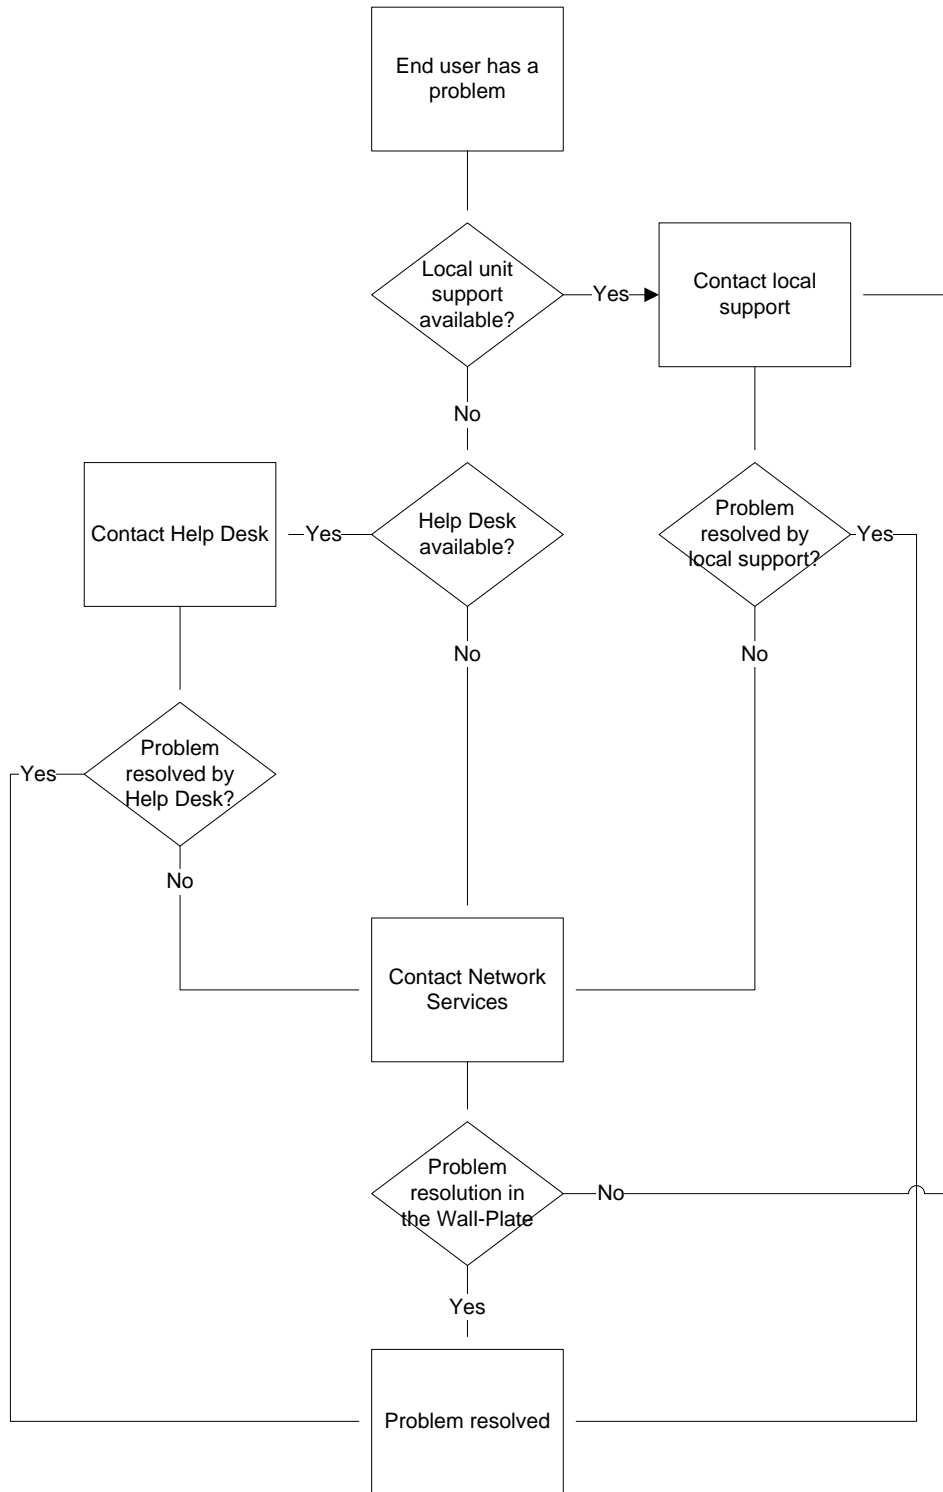 End user has a
problem
Local unit
support
available?
Yes
Contact local
support
No
Contact Help Desk
Yes
Help Desk
available?
Problem
resolved by
local support?
Yes
No
No
Yes
Problem
resolved by
Help Desk?
No
Contact Network
Services
Problem
resolution in
the Wall-Plate
No
Yes
Problem resolved